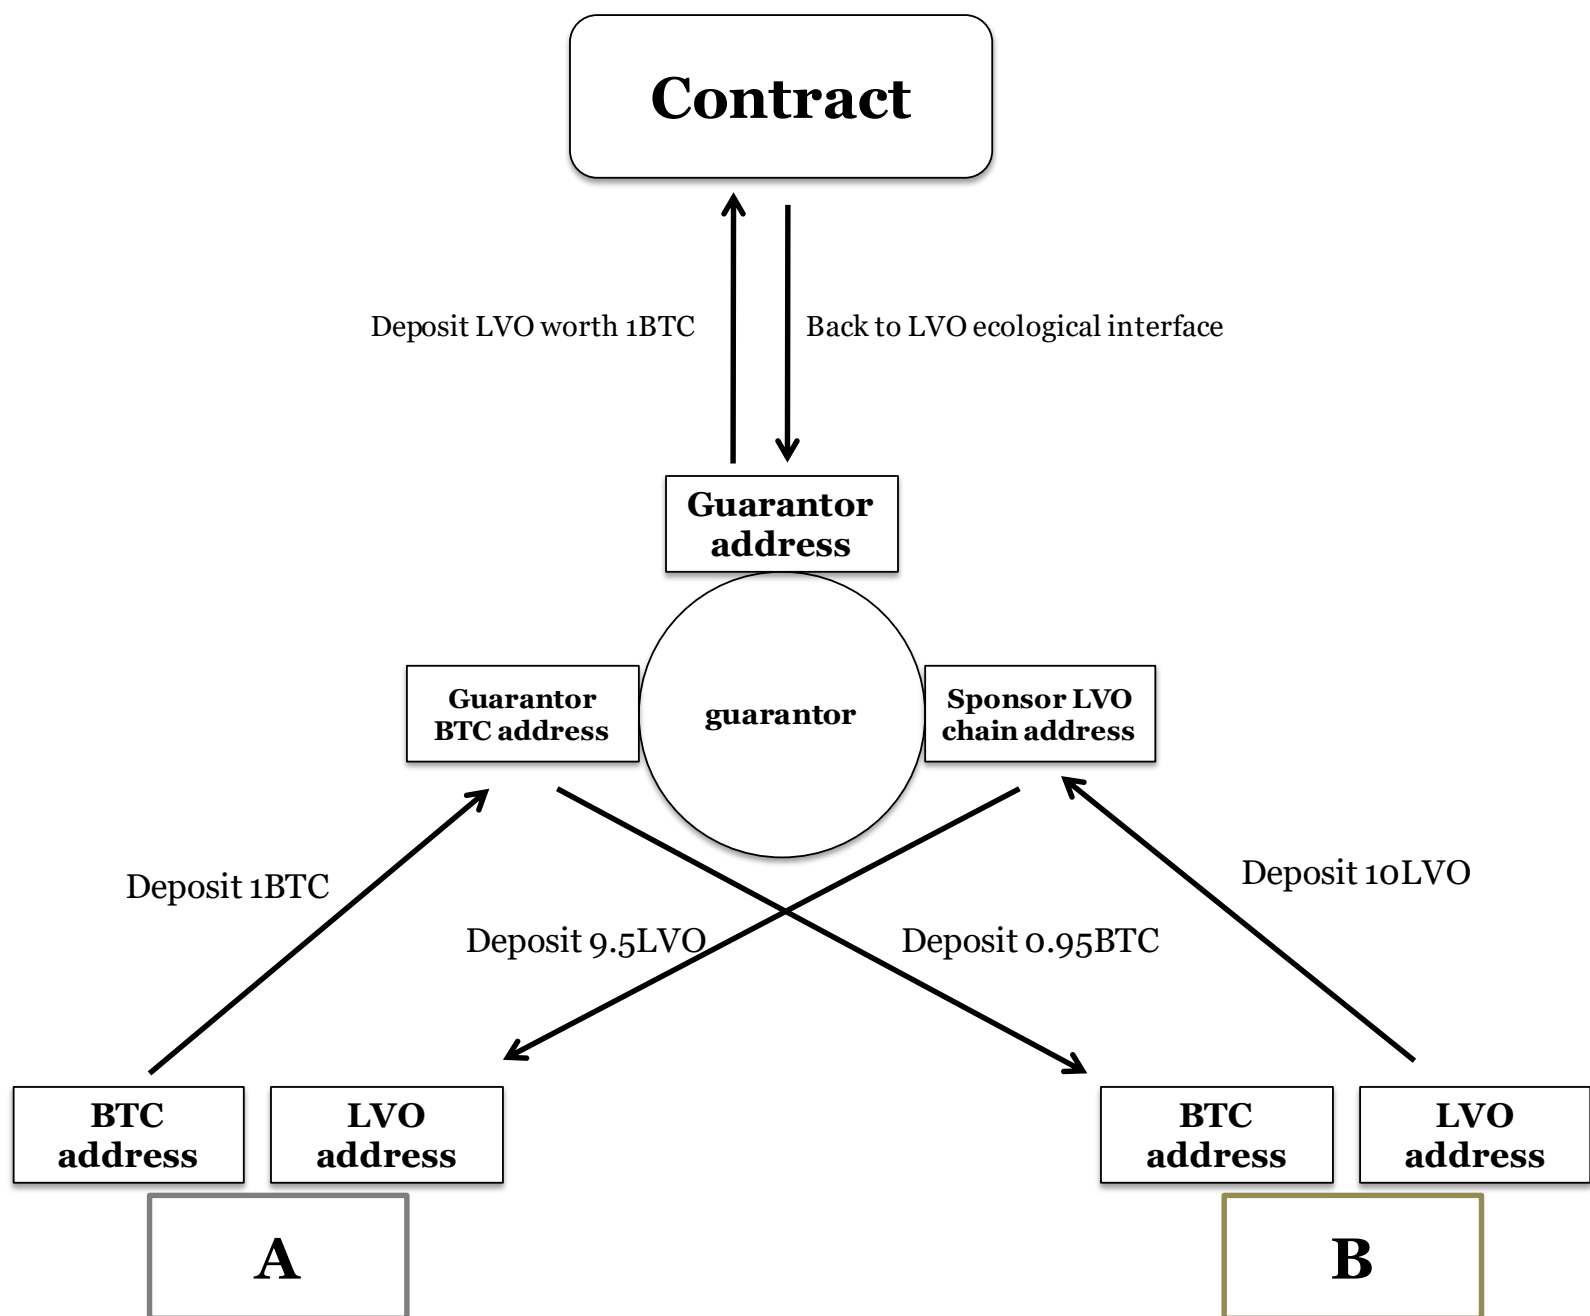 Contract
Deposit LVO worth 1BTC
Back to LVO ecological interface
Guarantor
address
Guarantor
BTC address
guarantor
Sponsor LVO
chain address
Deposit 1BTC
Deposit 10LVO
Deposit 9.5LVO
Deposit 0.95BTC
BTC
address
LVO
address
BTC
address
LVO
address
A
B